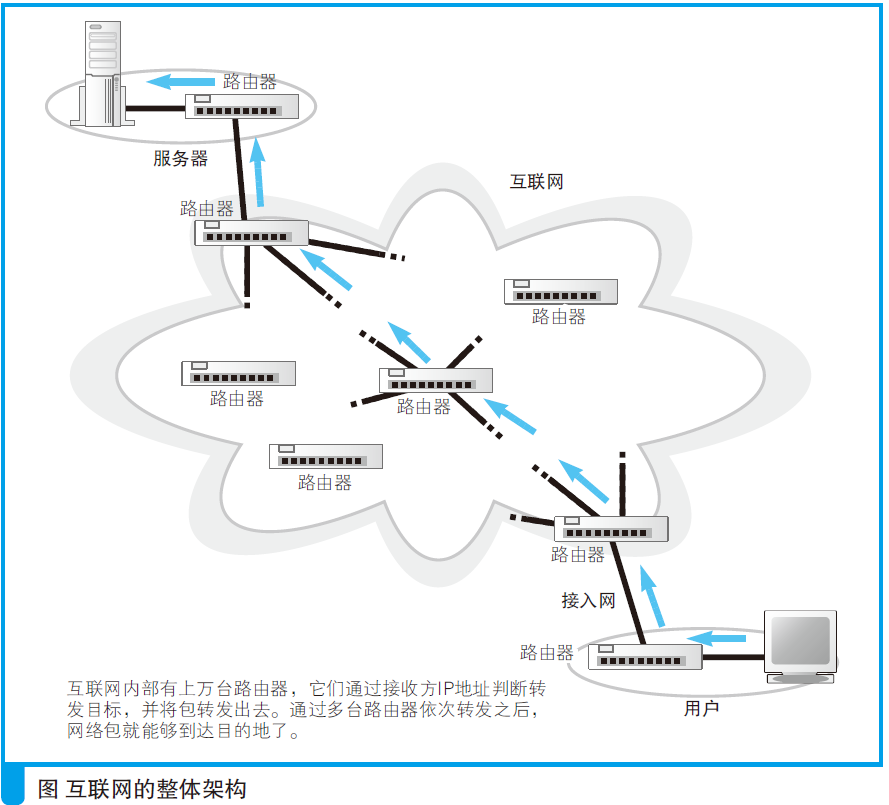 路由器
服务器
互联网
路由器
路由器
路由器
路由器
路由器
路由器
接入网
路由器
用户
互联网内部有上万台路由器，它们通过接收方IP地址判断转
发目标，并将包转发出去。通过多台路由器依次转发之后，
网络包就能够到达目的地了。
图 互联网的整体架构